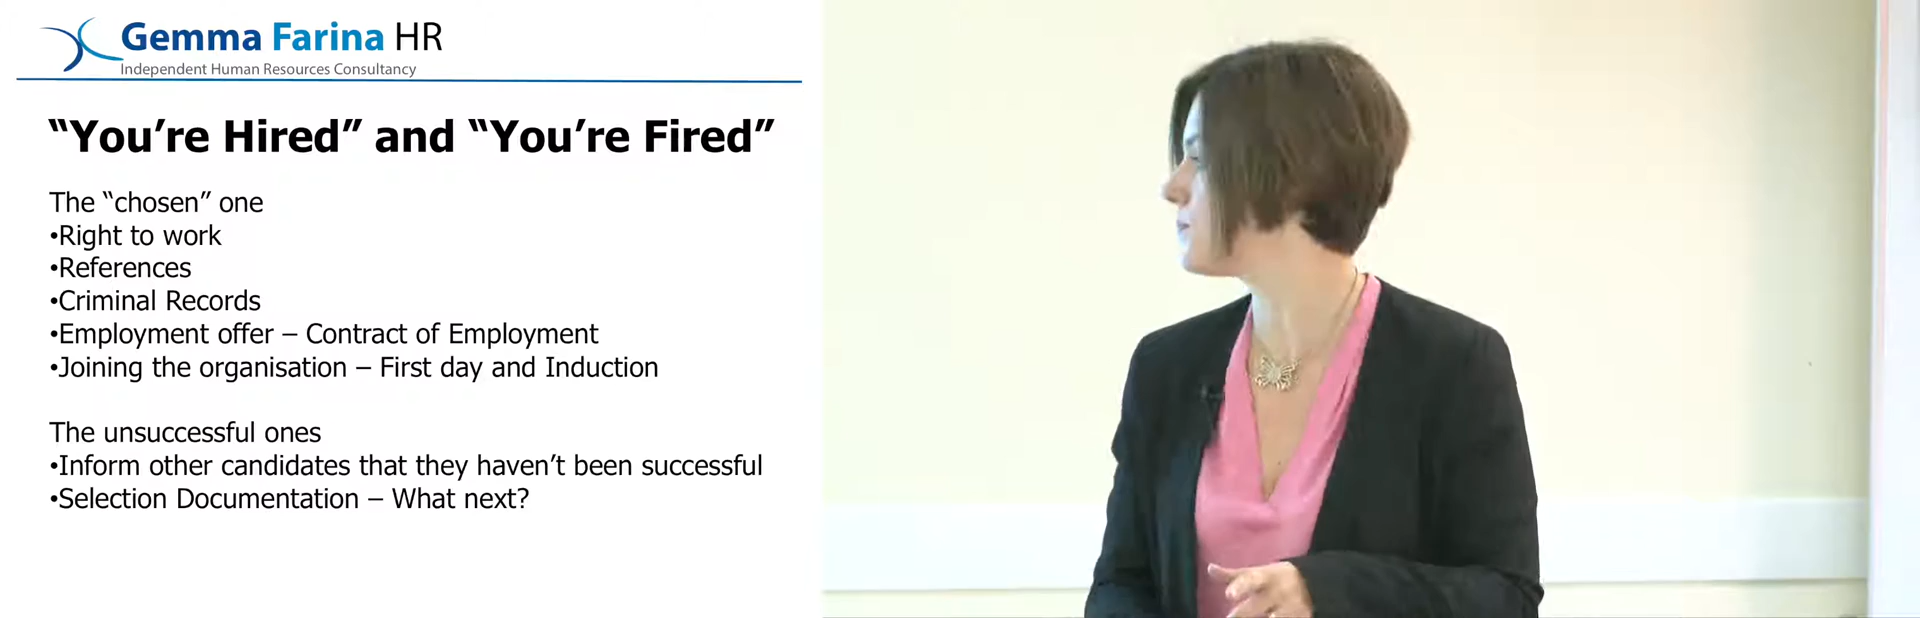 Gemma Farina HR
Independent Human Resources Consultancy
“You’re Hired” and “You’re Fired”
The “chosen” one
•Right to work
•References
•Criminal Records
•Employment offer – Contract of Employment
•Joining the organisation – First day and Induction
The unsuccessful ones
•Inform other candidates that they haven’t been successful
•Selection Documentation – What next?